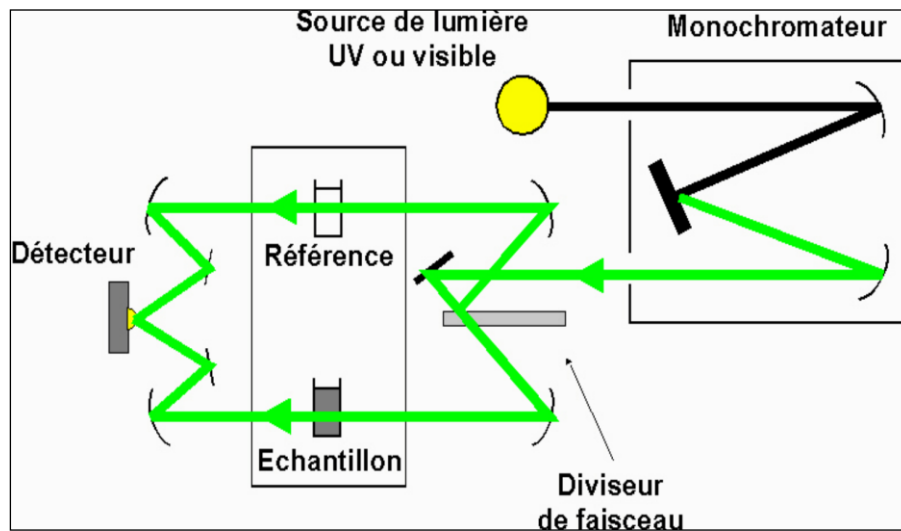 Source de lumière
UV ou visible
Monochromateur
Détecteur
Référence
Echantillon
Diviseur
de faisceau